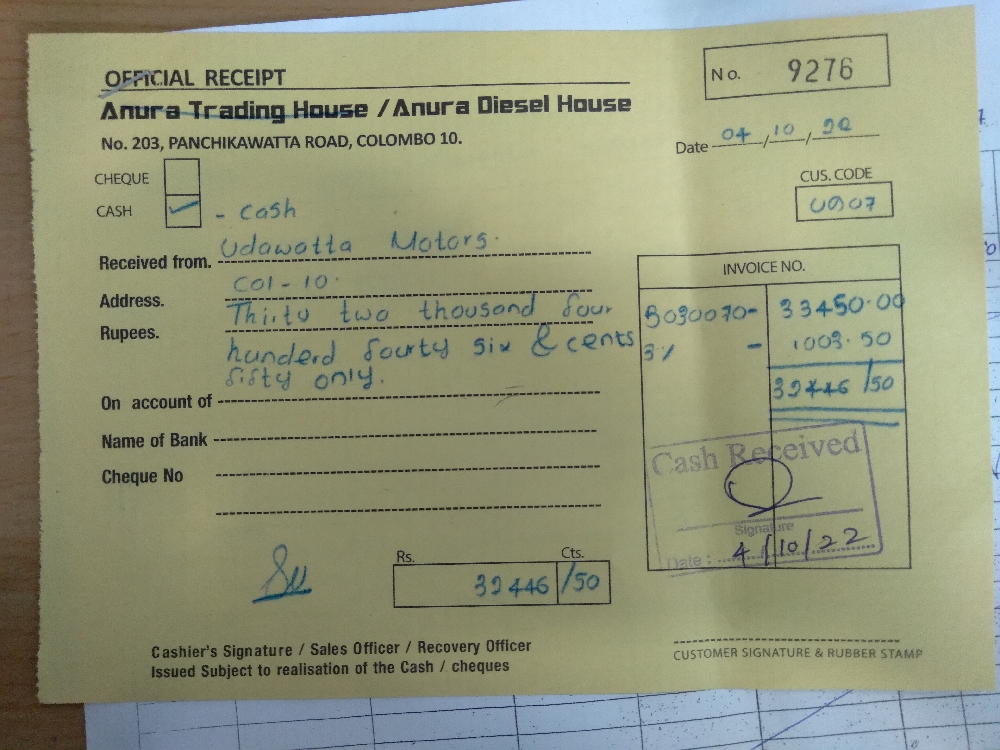 OFFICIAL RECEIPT
No. 9276
Anura Trading House / Anura Diesel House
No. 203, PANCHIKAWATTA ROAD, COLOMBO 10.
Date 04/10/22
CHEQUE
CUS. CODE
CASH - Cash
0907
Received from. Udawatta Motors.
INVOICE NO.
Address. Col-10.
Rupees. Thirty two thousand four
3030070- 33450.00
hunderd fourty six & cents
3% - 1003.50
fifty only.
32446/50
On account of
Name of Bank
Cash Received
Cheque No
Signature
Date : 4/10/22
Rs. Cts.
32446/50
Cashier's Signature / Sales Officer / Recovery Officer
CUSTOMER SIGNATURE & RUBBER STAMP
Issued Subject to realisation of the Cash / cheques